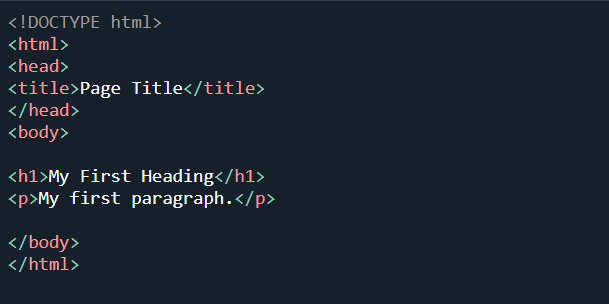 <!DOCTYPE html>
<html>
<head>
<title>Page Title</title>
</head>
<body>
<h1>My First Heading</h1>
<p>My first paragraph.</p>
</body>
</html>